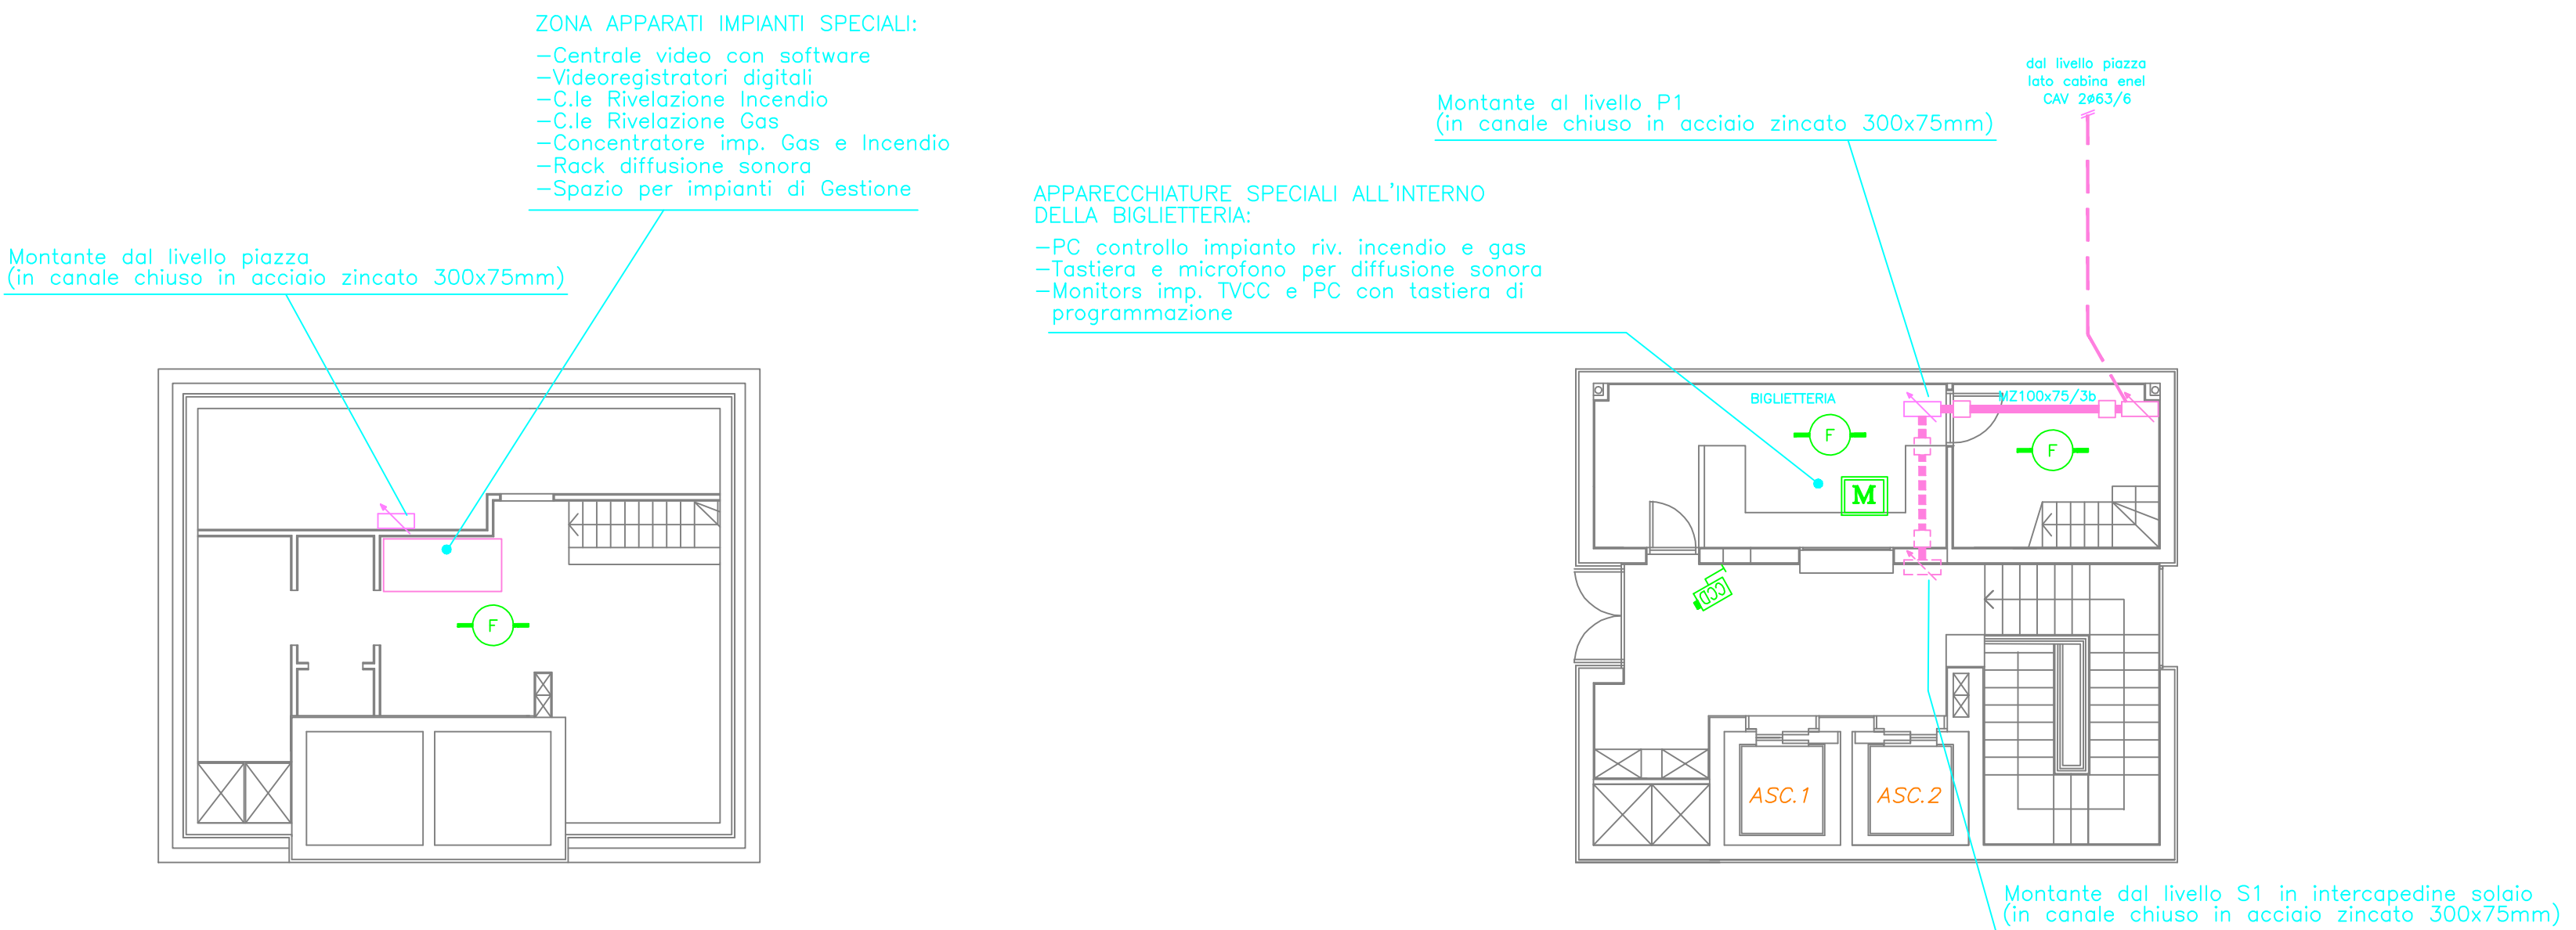 ZONA APPARATI IMPIANTI SPECIALI:
-Centrale video con software
-Videoregistratori digitali
-C.le Rivelazione Incendio
-C.le Rivelazione Gas
-Concentratore imp. Gas e Incendio
-Rack diffusione sonora
-Spazio per impianti di Gestione
Montante dal livello piazza
(in canale chiuso in acciaio zincato 300x75mm)
F
APPARECCHIATURE SPECIALI ALL'INTERNO
DELLA BIGLIETTERIA:
-PC controllo impianto riv. incendio e gas
-Tastiera e microfono per diffusione sonora
-Monitors imp. TVCC e PC con tastiera di
programmazione
Montante al livello P1
(in canale chiuso in acciaio zincato 300x75mm)
dal livello piazza
lato cabina enel
CAV 2ø63/6
BIGLIETTERIA
MZ100x75/3b
F
F
M
CCD
ASC.1
ASC.2
Montante dal livello S1 in intercapedine solaio
(in canale chiuso in acciaio zincato 300x75mm)